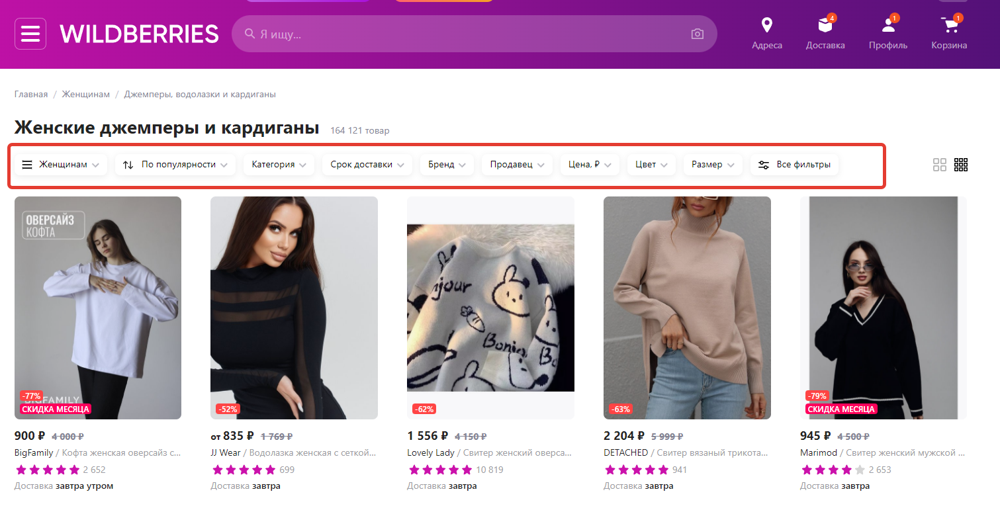 WILDBERRIES
Я ищу...
4
1
1
Адреса
Доставка
Профиль
Корзина
Главная / Женщинам / Джемперы, водолазки и кардиганы
Женские джемперы и кардиганы 164 121 товар
Женщинам
По популярности
Категория
Срок доставки
Бренд
Продавец
Цена, ₽
Цвет
Размер
Все фильтры
ОВЕРСАЙЗ
КОФТА
-77%
BIGFAMILY
СКИДКА МЕСЯЦА
900 ₽ 4 000 ₽
BigFamily / Кофта женская оверсайз с...
2 652
Доставка завтра утром
-52%
от 835 ₽ 1 769 ₽
JJ Wear / Водолазка женская с сеткой...
699
Доставка завтра
njour
Bonjou
Bo
-62%
1 556 ₽ 4 150 ₽
Lovely Lady / Свитер женский оверса...
10 819
Доставка завтра
-63%
2 204 ₽ 5 999 ₽
DETACHED / Свитер вязаный трикота...
941
Доставка завтра
-79%
СКИДКА МЕСЯЦА
945 ₽ 4 500 ₽
Marimod / Свитер женский мужской ...
2 653
Доставка завтра